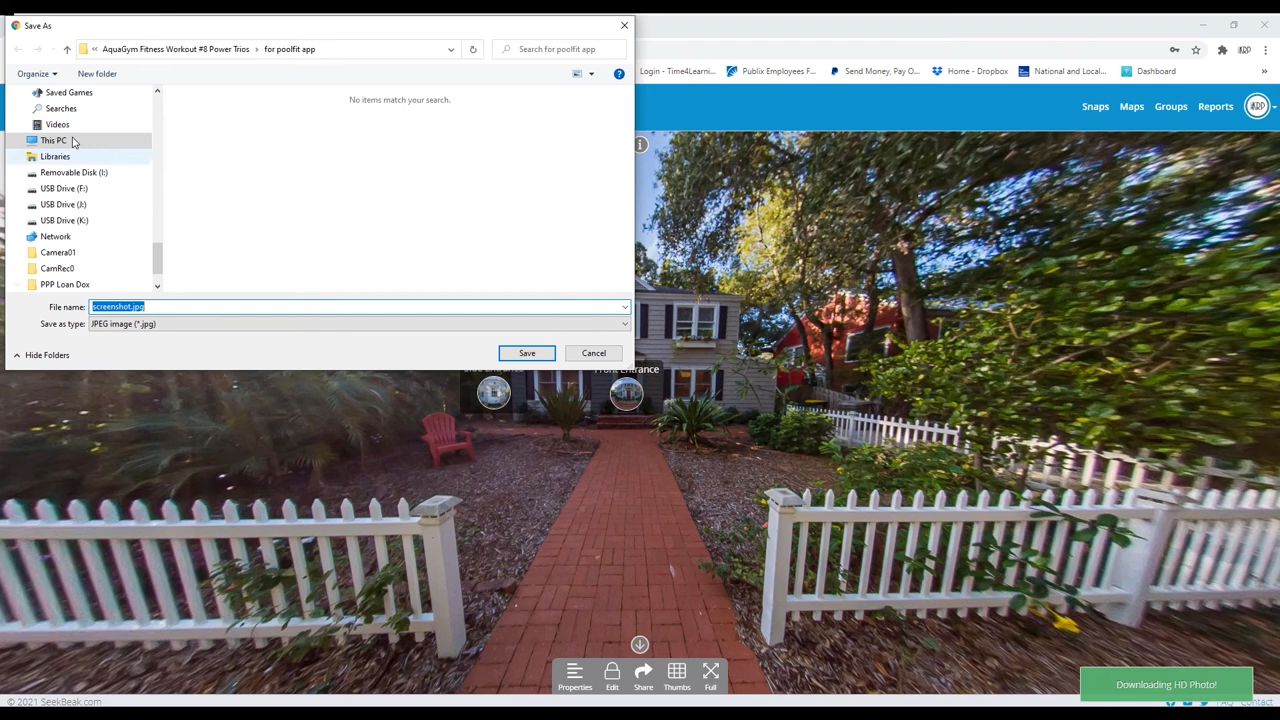 Save As
AquaGym Fitness Workout #8 Power Trios
for poolfit app
Search for poolfit app
Organize
New folder
Login - Time4Learni...
Publix Employees F...
Send Money, Pay O...
Home - Dropbox
National and Local...
Dashboard
Saved Games
Searches
Videos
This PC
Libraries
Removable Disk (I:)
USB Drive (F:)
USB Drive (J:)
USB Drive (K:)
Network
Camera01
CamRec0
PPP Loan Dox
No items match your search.
Snaps
Maps
Groups
Reports
File name:
screenshot.jpg
Save as type:
JPEG image (*.jpg)
Hide Folders
Save
Cancel
Front Entrance
Properties
Edit
Share
Thumbs
Full
Downloading HD Photo!
© 2021 SeekBeak.com
FAQ
Contact